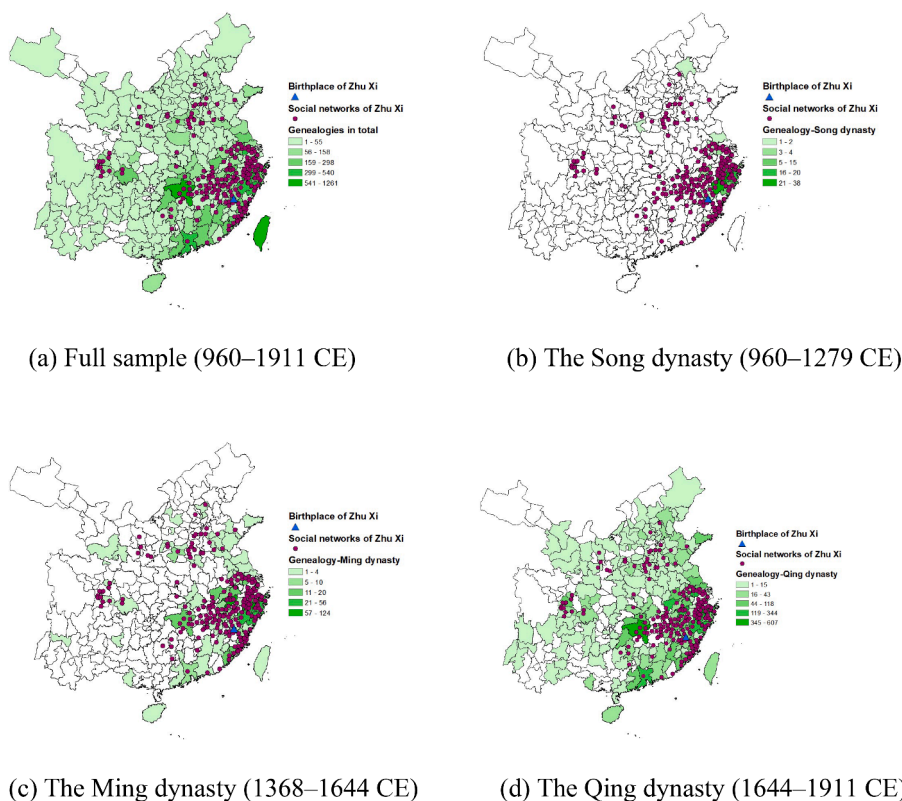 Birthplace of Zhu Xi
Social networks of Zhu Xi
Genealogies in total
1 - 55
56 - 158
159 - 298
299 - 540
541 - 1261
(a) Full sample (960–1911 CE)
Birthplace of Zhu Xi
Social networks of Zhu Xi
Genealogy-Song dynasty
1 - 2
3 - 4
5 - 15
16 - 20
21 - 38
(b) The Song dynasty (960–1279 CE)
Birthplace of Zhu Xi
Social networks of Zhu Xi
Genealogy-Ming dynasty
1 - 4
5 - 10
11 - 20
21 - 56
57 - 124
(c) The Ming dynasty (1368–1644 CE)
Birthplace of Zhu Xi
Social networks of Zhu Xi
Genealogy-Qing dynasty
1 - 15
16 - 43
44 - 118
119 - 344
345 - 607
(d) The Qing dynasty (1644–1911 CE)